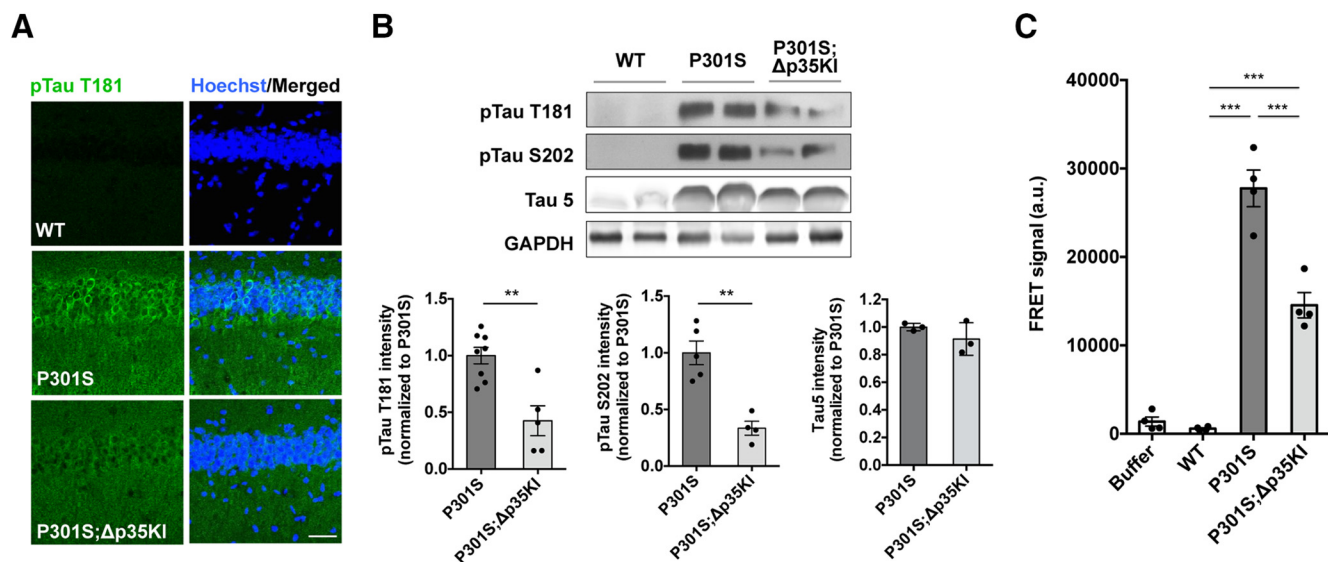 A
pTau T181
Hoechst/Merged
WT
P301S
P301S;Δp35KI
B
WT
P301S
P301S;
Δp35KI
pTau T181
pTau S202
Tau 5
GAPDH
pTau T181 intensity
(normalized to P301S)
1.5
1.0
0.5
0.0
**
P301S
P301S;Δp35KI
pTau S202 intensity
(normalized to P301S)
1.5
1.0
0.5
0.0
**
P301S
P301S;Δp35KI
Tau5 intensity
(normalized to P301S)
1.2
1.0
0.8
0.6
0.4
0.2
0.0
P301S
P301S;Δp35KI
C
FRET signal (a.u.)
40000
30000
20000
10000
0
***
***
***
Buffer
WT
P301S
P301S;Δp35KI